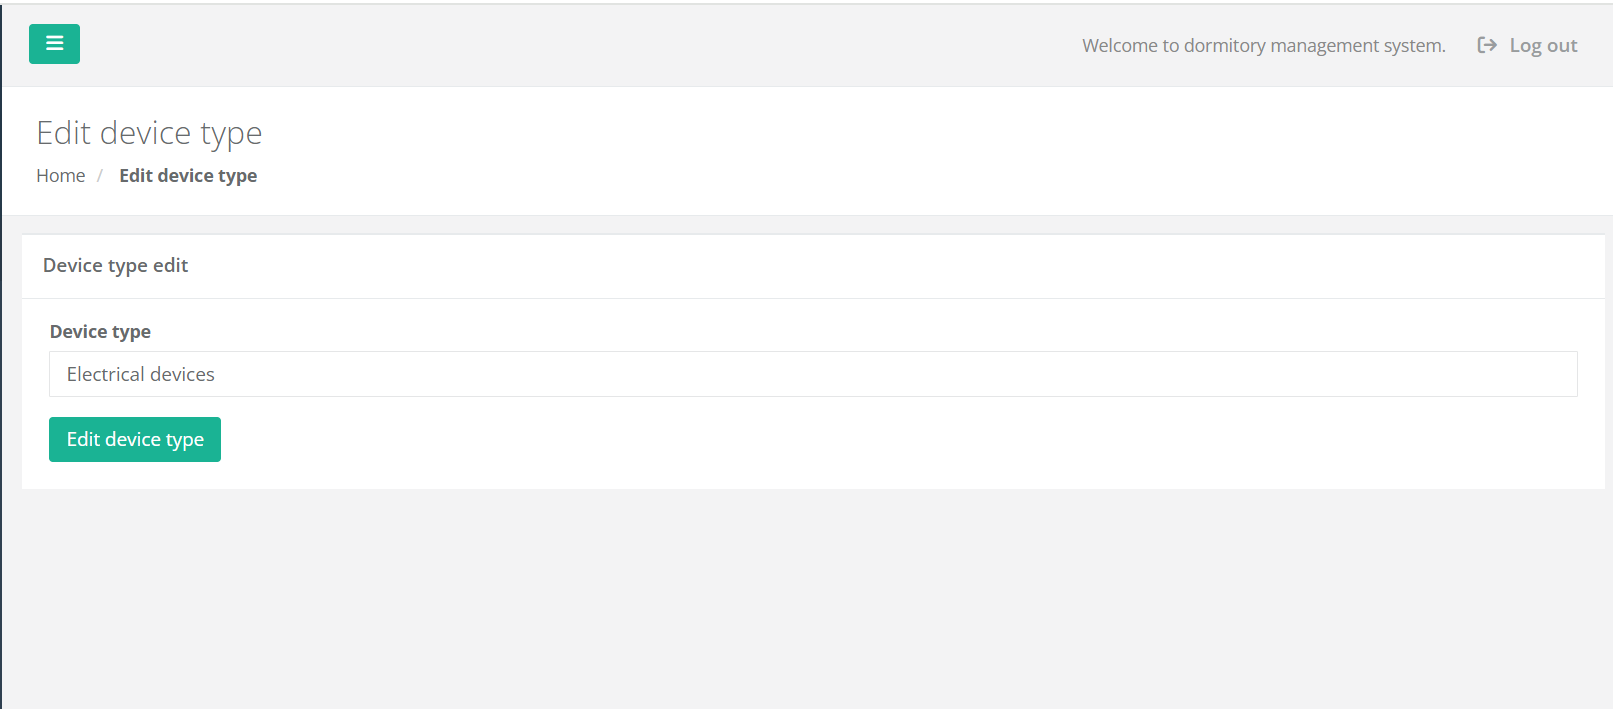 Welcome to dormitory management system. Log out
Edit device type
Home / Edit device type
Device type edit
Device type
Electrical devices
Edit device type